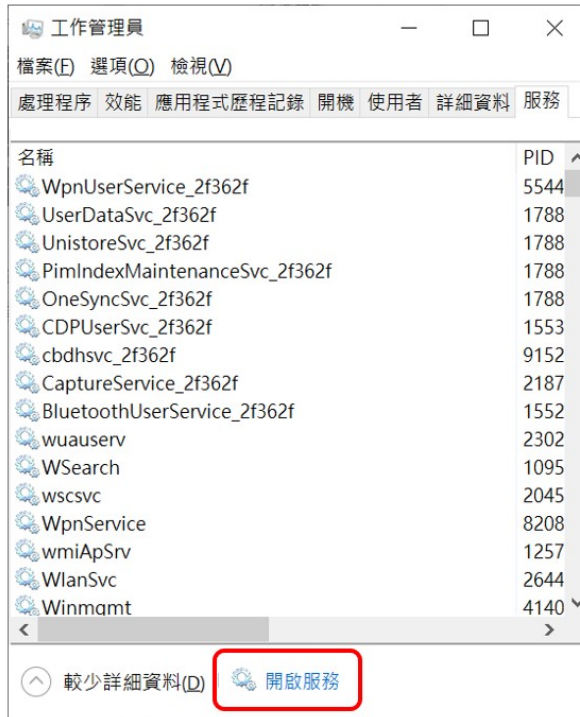 工作管理員
檔案(F) 選項(O) 檢視(V)
處理程序 效能 應用程式歷程記錄 開機 使用者 詳細資料 服務
名稱 PID
WpnUserService_2f362f 5544
UserDataSvc_2f362f 1788
UnistoreSvc_2f362f 1788
PimIndexMaintenanceSvc_2f362f 1788
OneSyncSvc_2f362f 1788
CDPUserSvc_2f362f 1553
cbdhsvc_2f362f 9152
CaptureService_2f362f 2187
BluetoothUserService_2f362f 1552
wuauserv 2302
WSearch 1095
wscsvc 2045
WpnService 8208
wmiApSrv 1257
WlanSvc 2644
Winmgmt 4140
較少詳細資料(D) 開啟服務